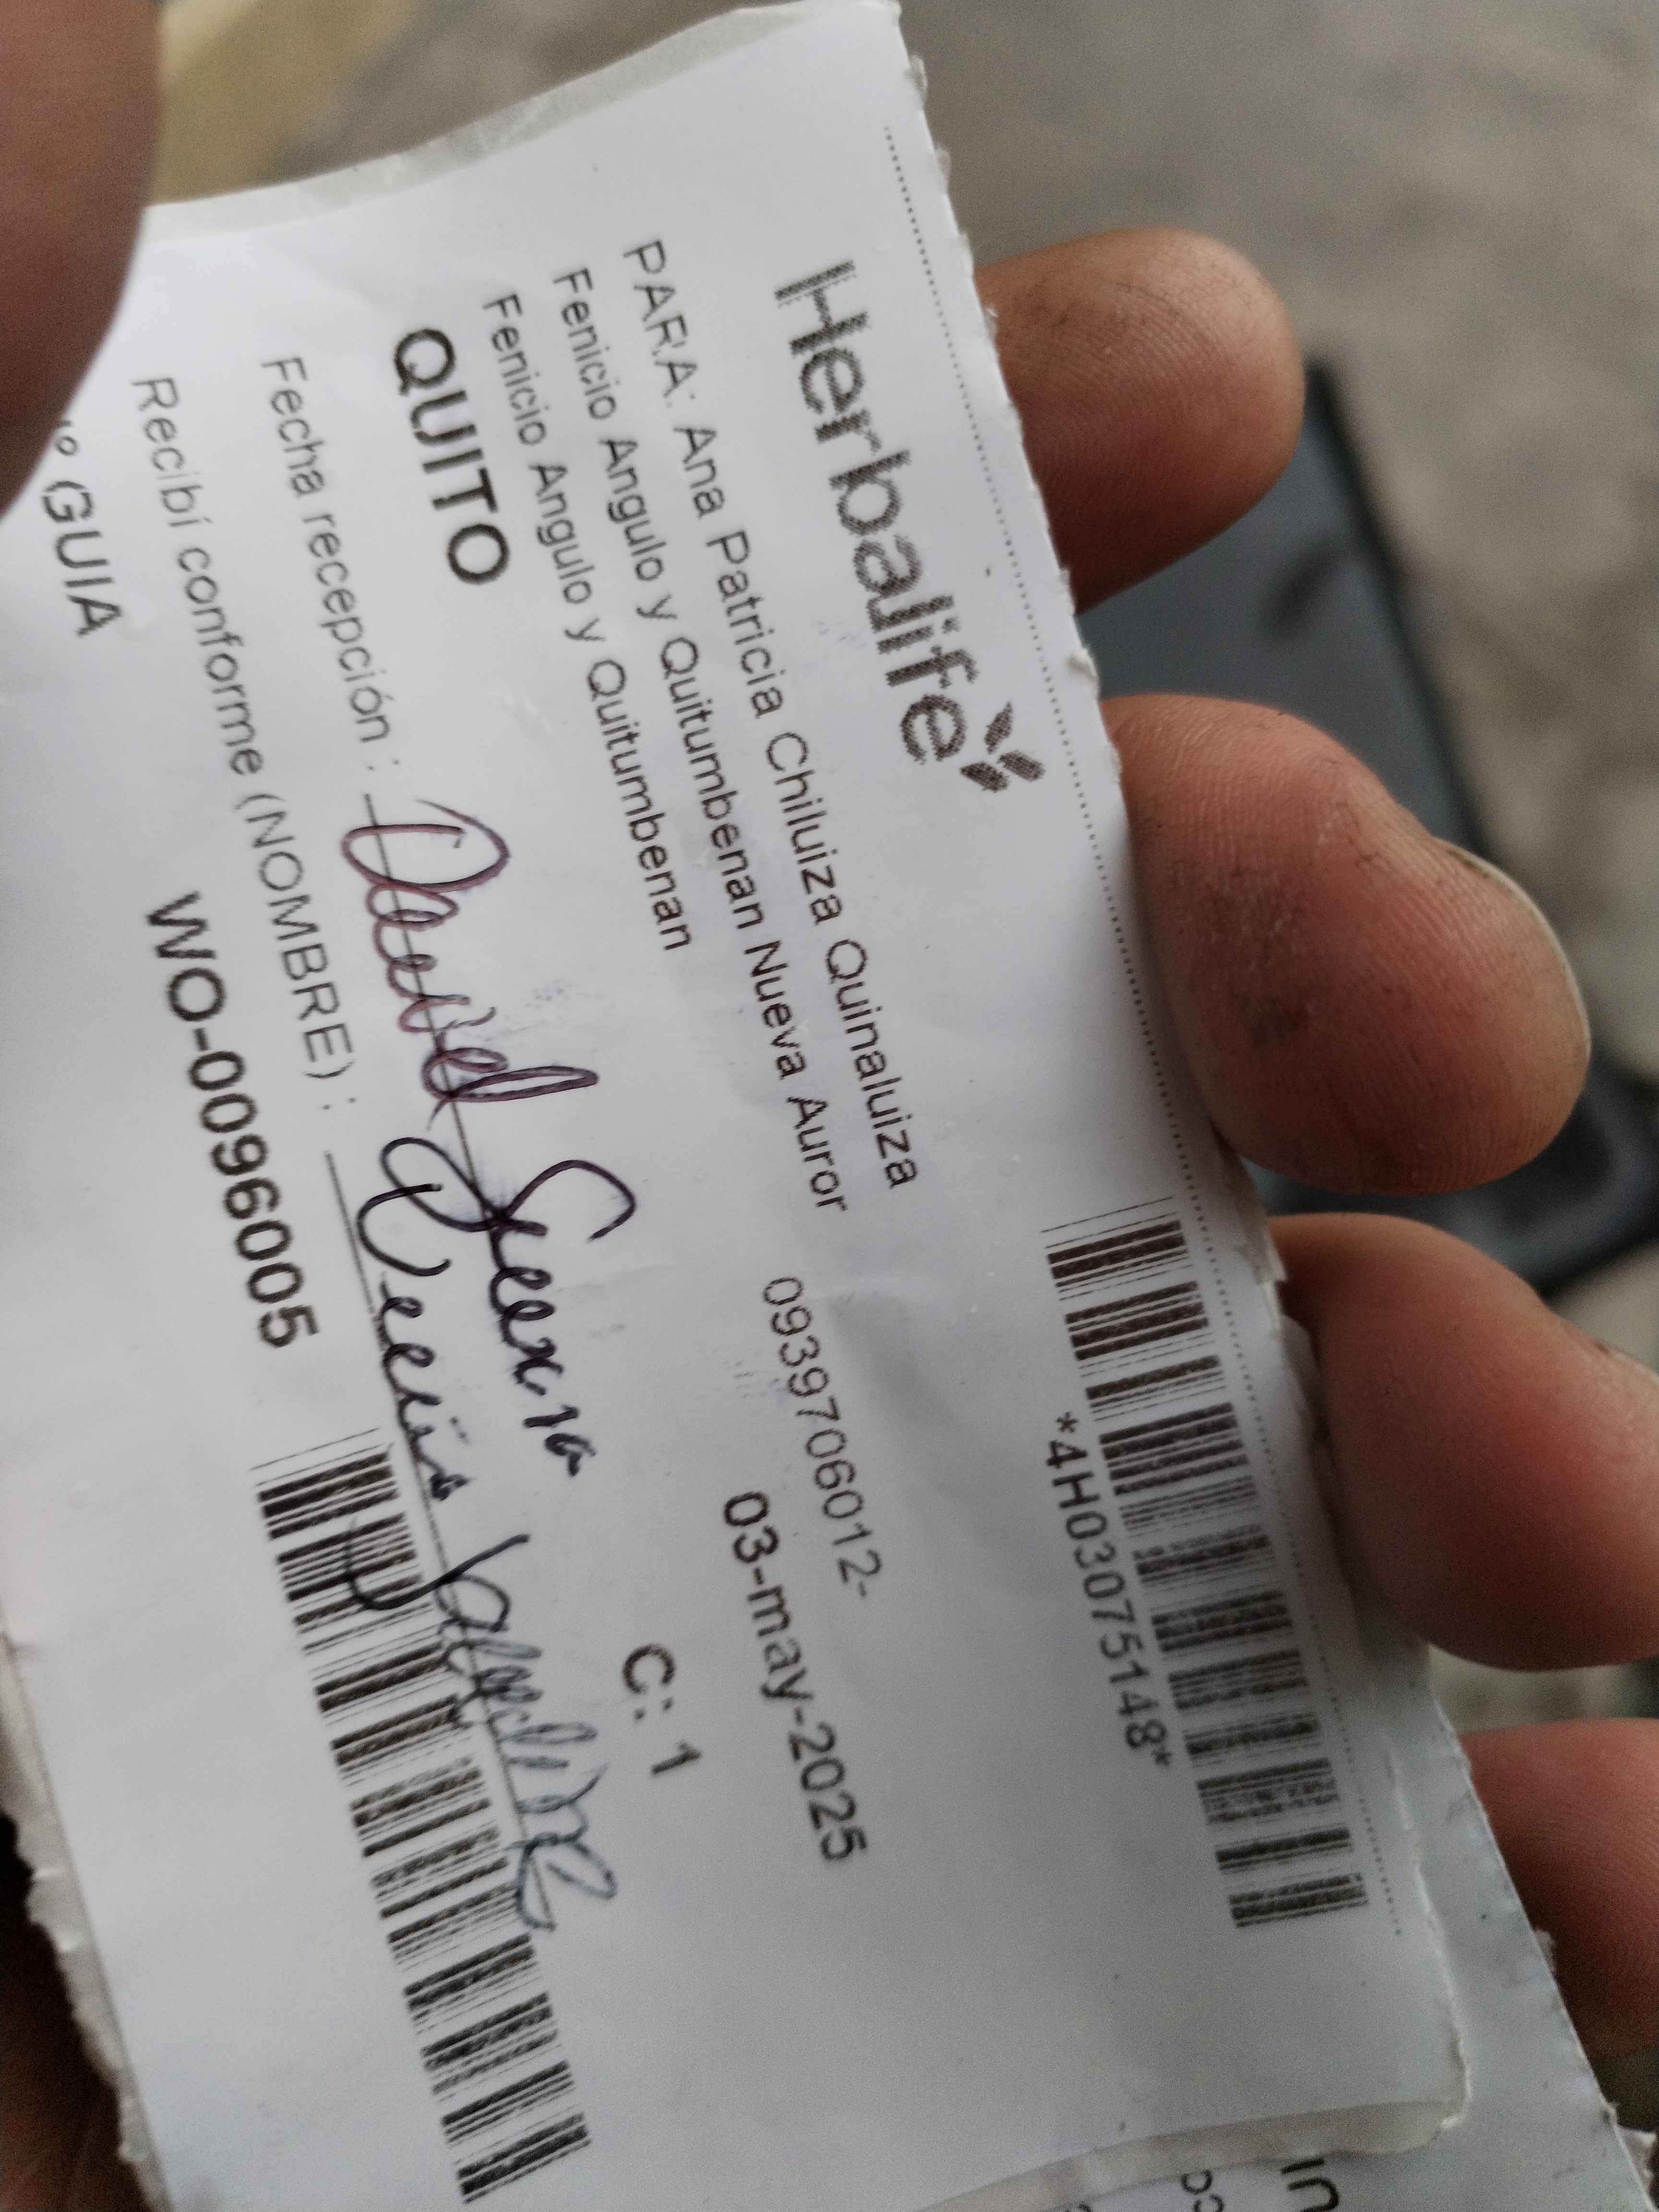 Herbalife
*4H03075148*
PARA: Ana Patricia Chiluiza Quinaluiza
Fenicio Angulo y Quitumbenan Nueva Auror 0939706012-
Fenicio Angulo y Quitumbenan 03-may-2025
QUITO C: 1
Fecha recepción :
Recibí conforme (NOMBRE) :
º GUIA WO-0096005